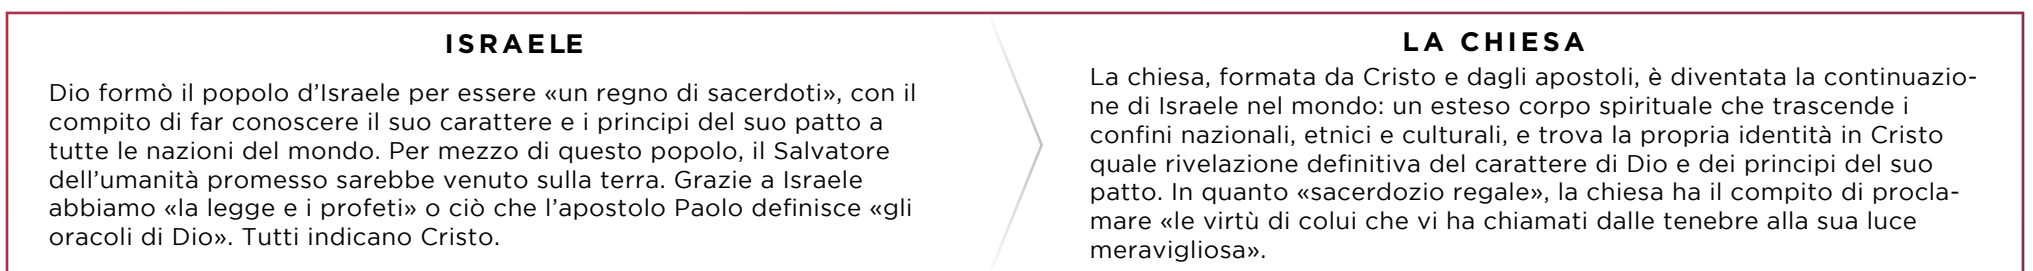 ISRAELE
Dio formò il popolo d'Israele per essere «un regno di sacerdoti», con il
compito di far conoscere il suo carattere e i principi del suo patto a
tutte le nazioni del mondo. Per mezzo di questo popolo, il Salvatore
dell'umanità promesso sarebbe venuto sulla terra. Grazie a Israele
abbiamo «la legge e i profeti» o ciò che l'apostolo Paolo definisce «gli
oracoli di Dio». Tutti indicano Cristo.
LA CHIESA
La chiesa, formata da Cristo e dagli apostoli, è diventata la continuazio-
ne di Israele nel mondo: un esteso corpo spirituale che trascende i
confini nazionali, etnici e culturali, e trova la propria identità in Cristo
quale rivelazione definitiva del carattere di Dio e dei principi del suo
patto. In quanto «sacerdozio regale», la chiesa ha il compito di procla-
mare «le virtù di colui che vi ha chiamati dalle tenebre alla sua luce
meravigliosa».